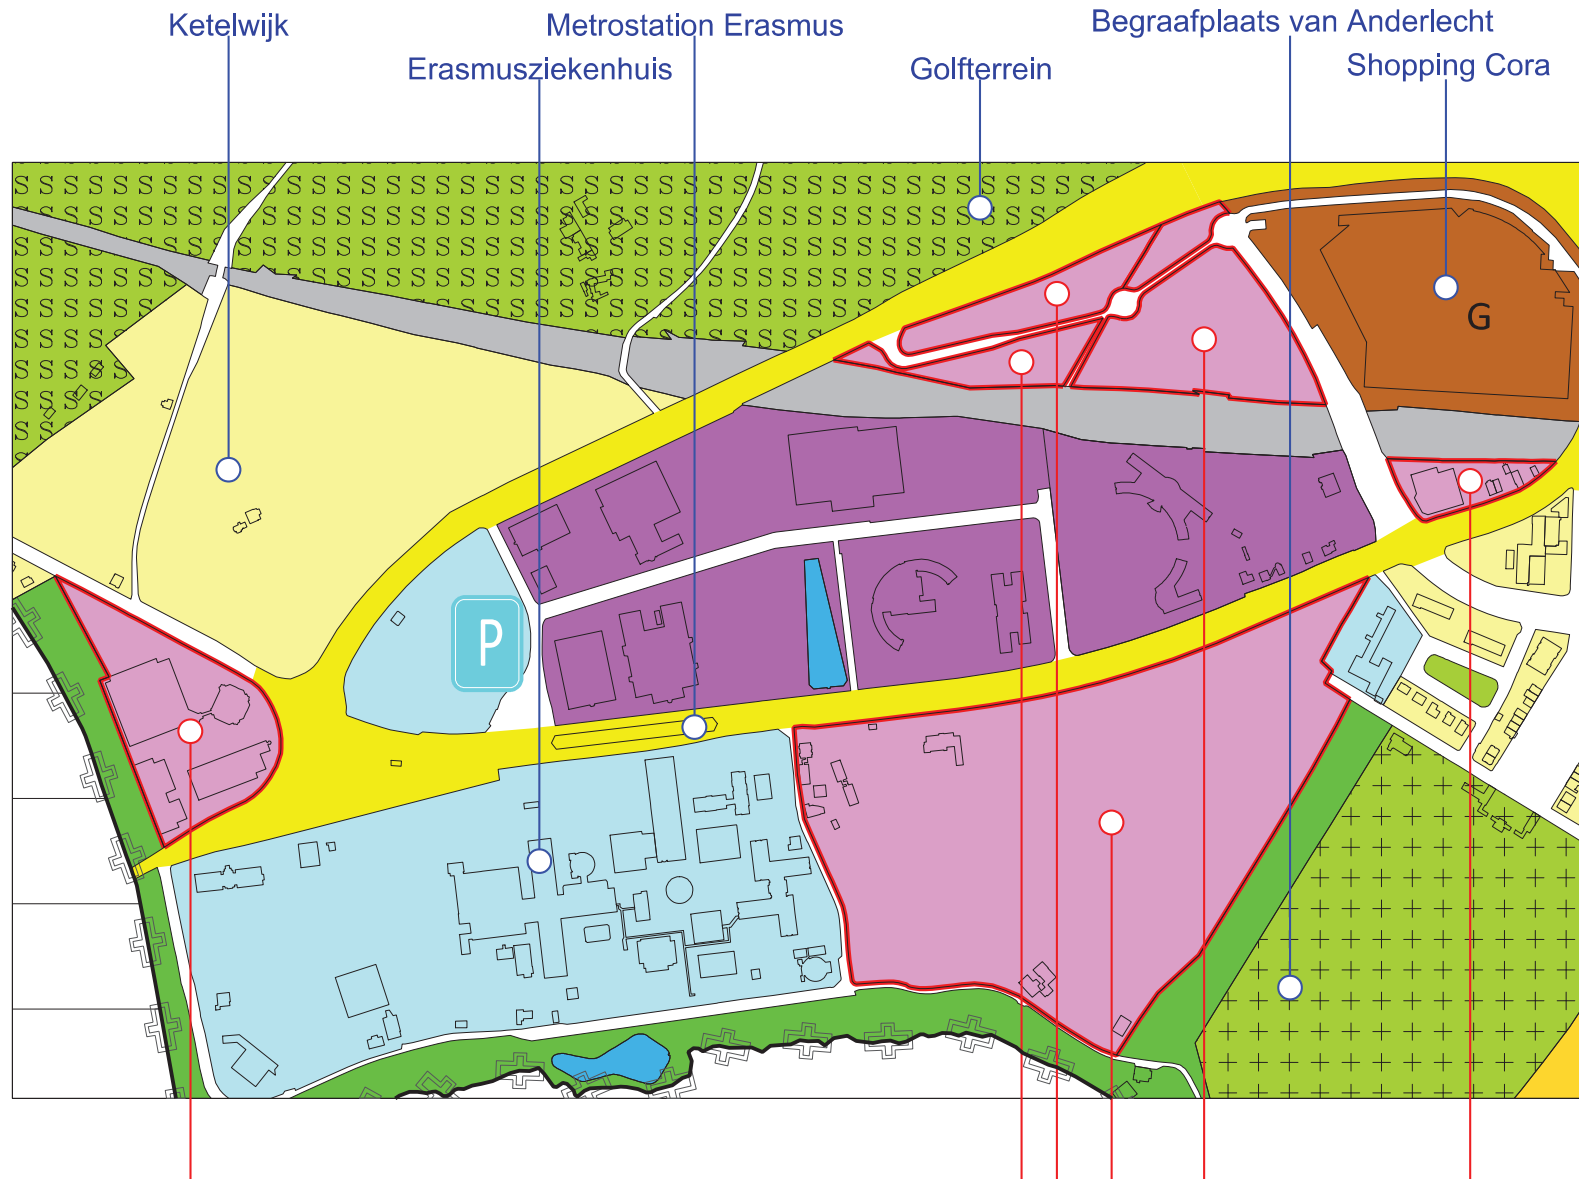 Ketelwijk
Metrostation Erasmus
Begraafplaats van Anderlecht
Erasmusziekenhuis
Golfterrein
Shopping Cora
G
P